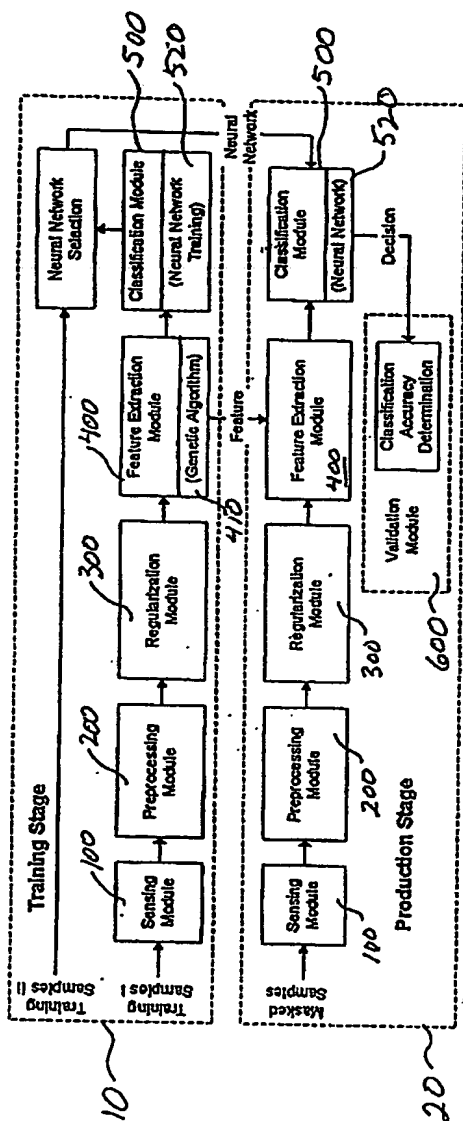 Training Stage
Training
Samples II
Training
Samples I
100
Sensing
Module
200
Preprocessing
Module
300
Regularization
Module
400
Feature Extraction
Module
(Genetic Algorithm)
410
Neural Network
Selection
500
Classification Module
(Neural Network
Training)
520
10
Feature
Neural
Network
Masked
Samples
Sensing
Module
100
Preprocessing
Module
200
Regularization
Module
300
Feature Extraction
Module
400
Classification
Module
(Neural Network)
500
520
Decision
Classification
Accuracy
Determination
Validation Module
600
Production Stage
20